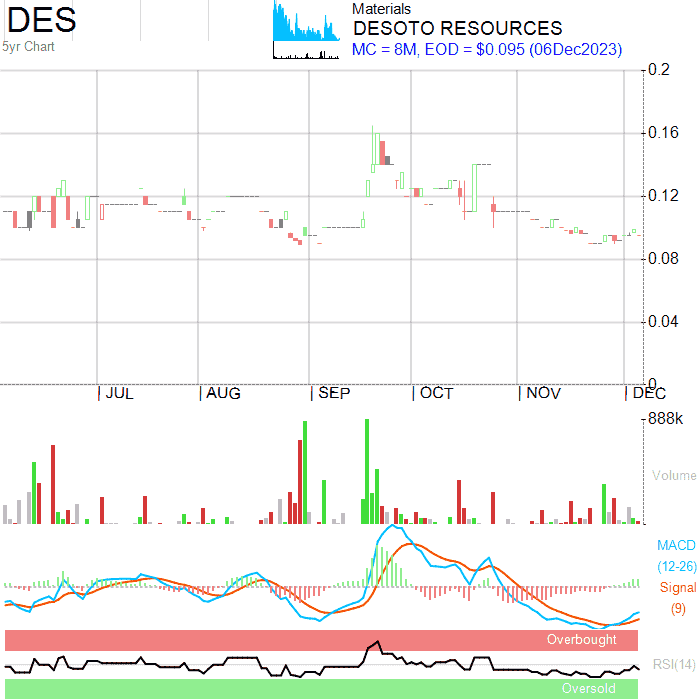 DES
5yr Chart
Materials
DESOTO RESOURCES
MC = 8M, EOD = $0.095 (06Dec2023)
0.2
0.16
0.12
0.08
0.04
0
JUL
AUG
SEP
OCT
NOV
DEC
888k
Volume
MACD
(12-26)
Signal
(9)
Overbought
RSI(14)
Oversold